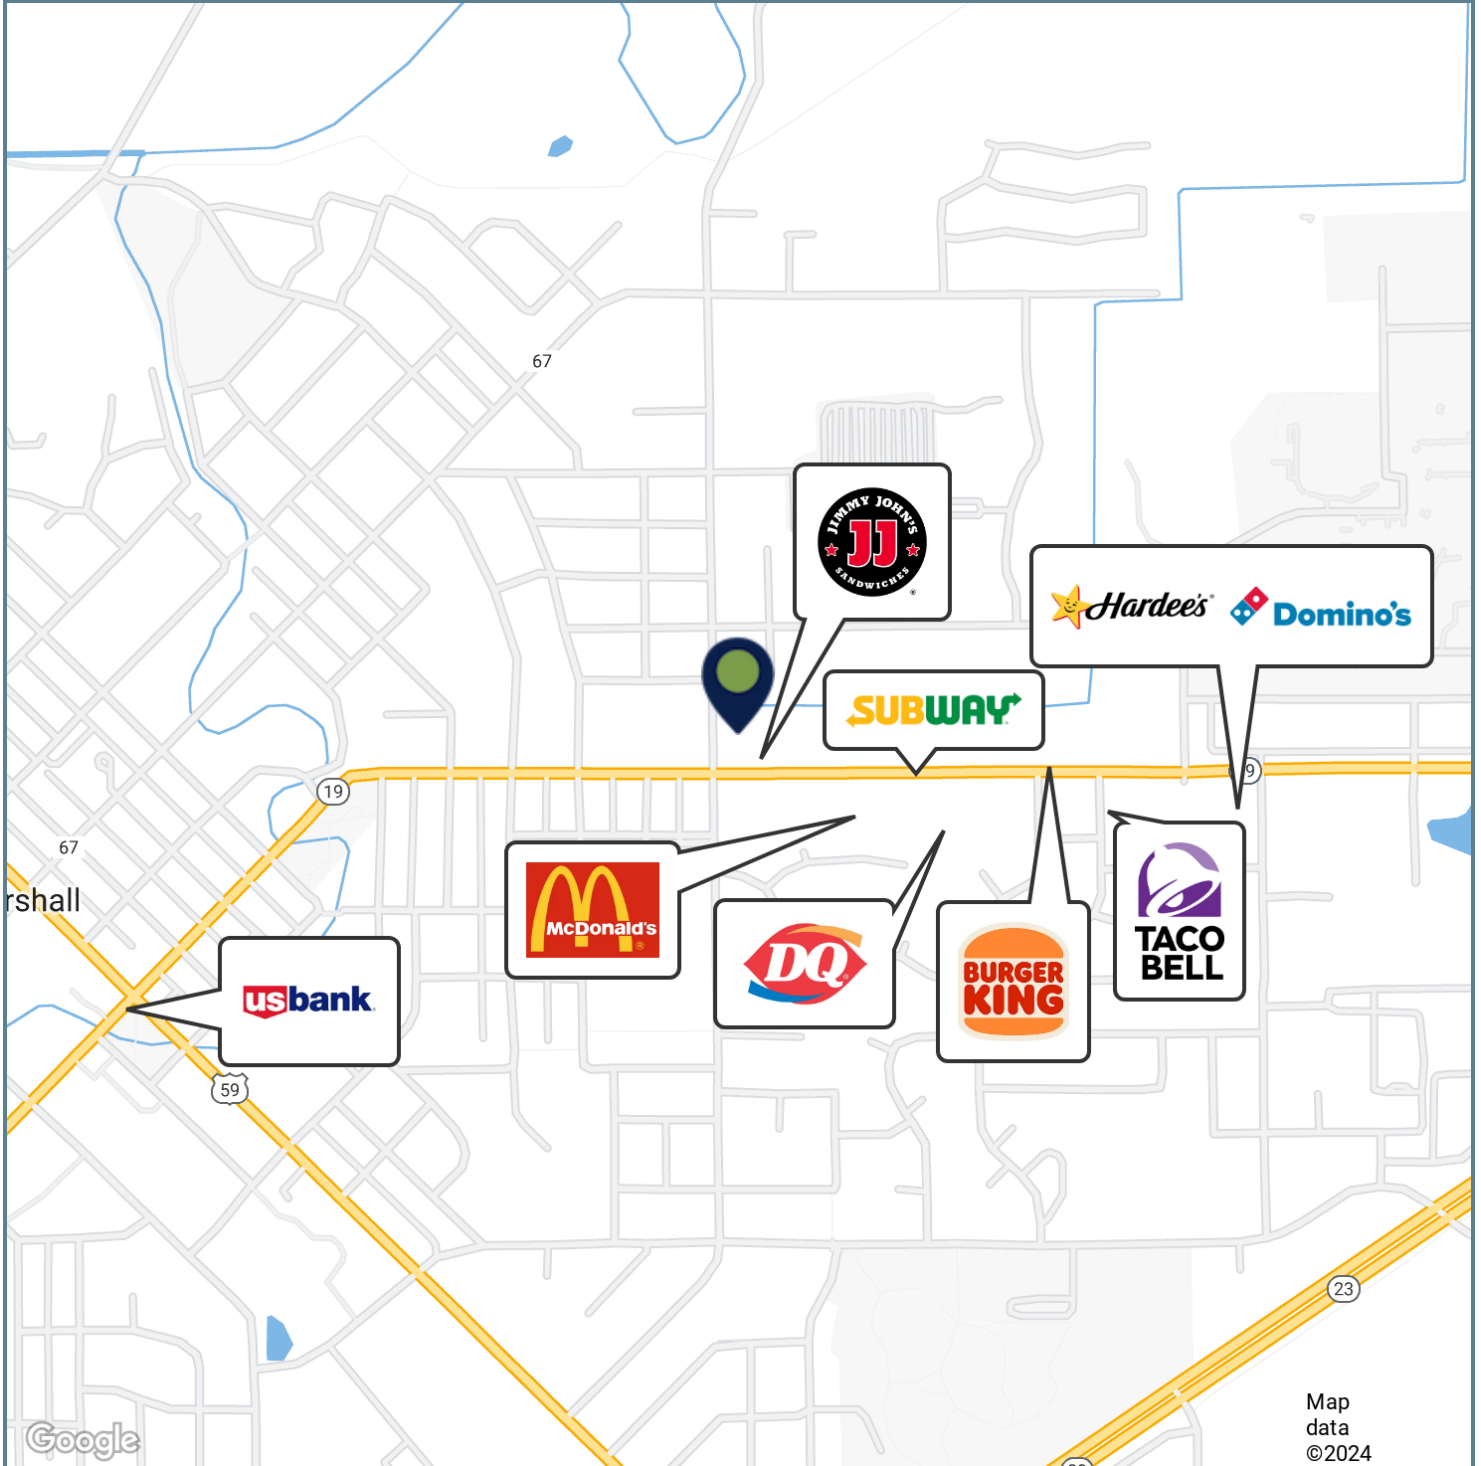 67
JIMMY JOHN'S
JJ
SANDWICHES
®
Hardee's
Domino's
SUBWAY
19
9
67
rshall
McDonald's
®
DQ
BURGER
KING
TACO
BELL
usbank
59
23
Map
data
©2024
Google